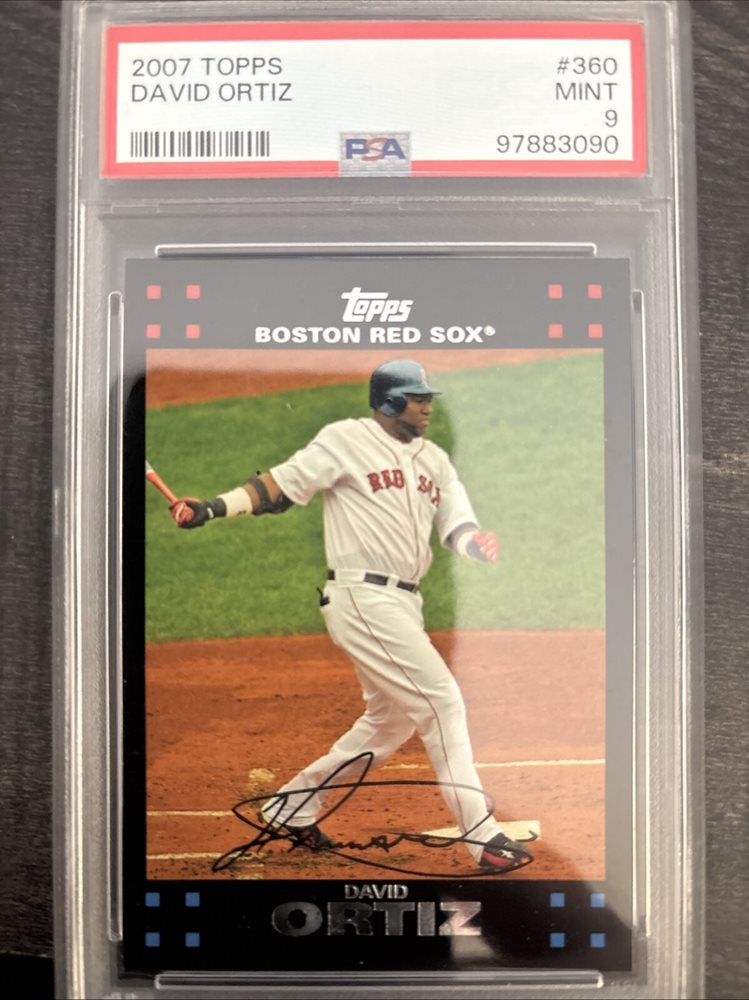 2007 TOPPS #360
DAVID ORTIZ MINT
9
PSA 97883090
topps
BOSTON RED SOX®
RED SOX
DAVID
ORTIZ